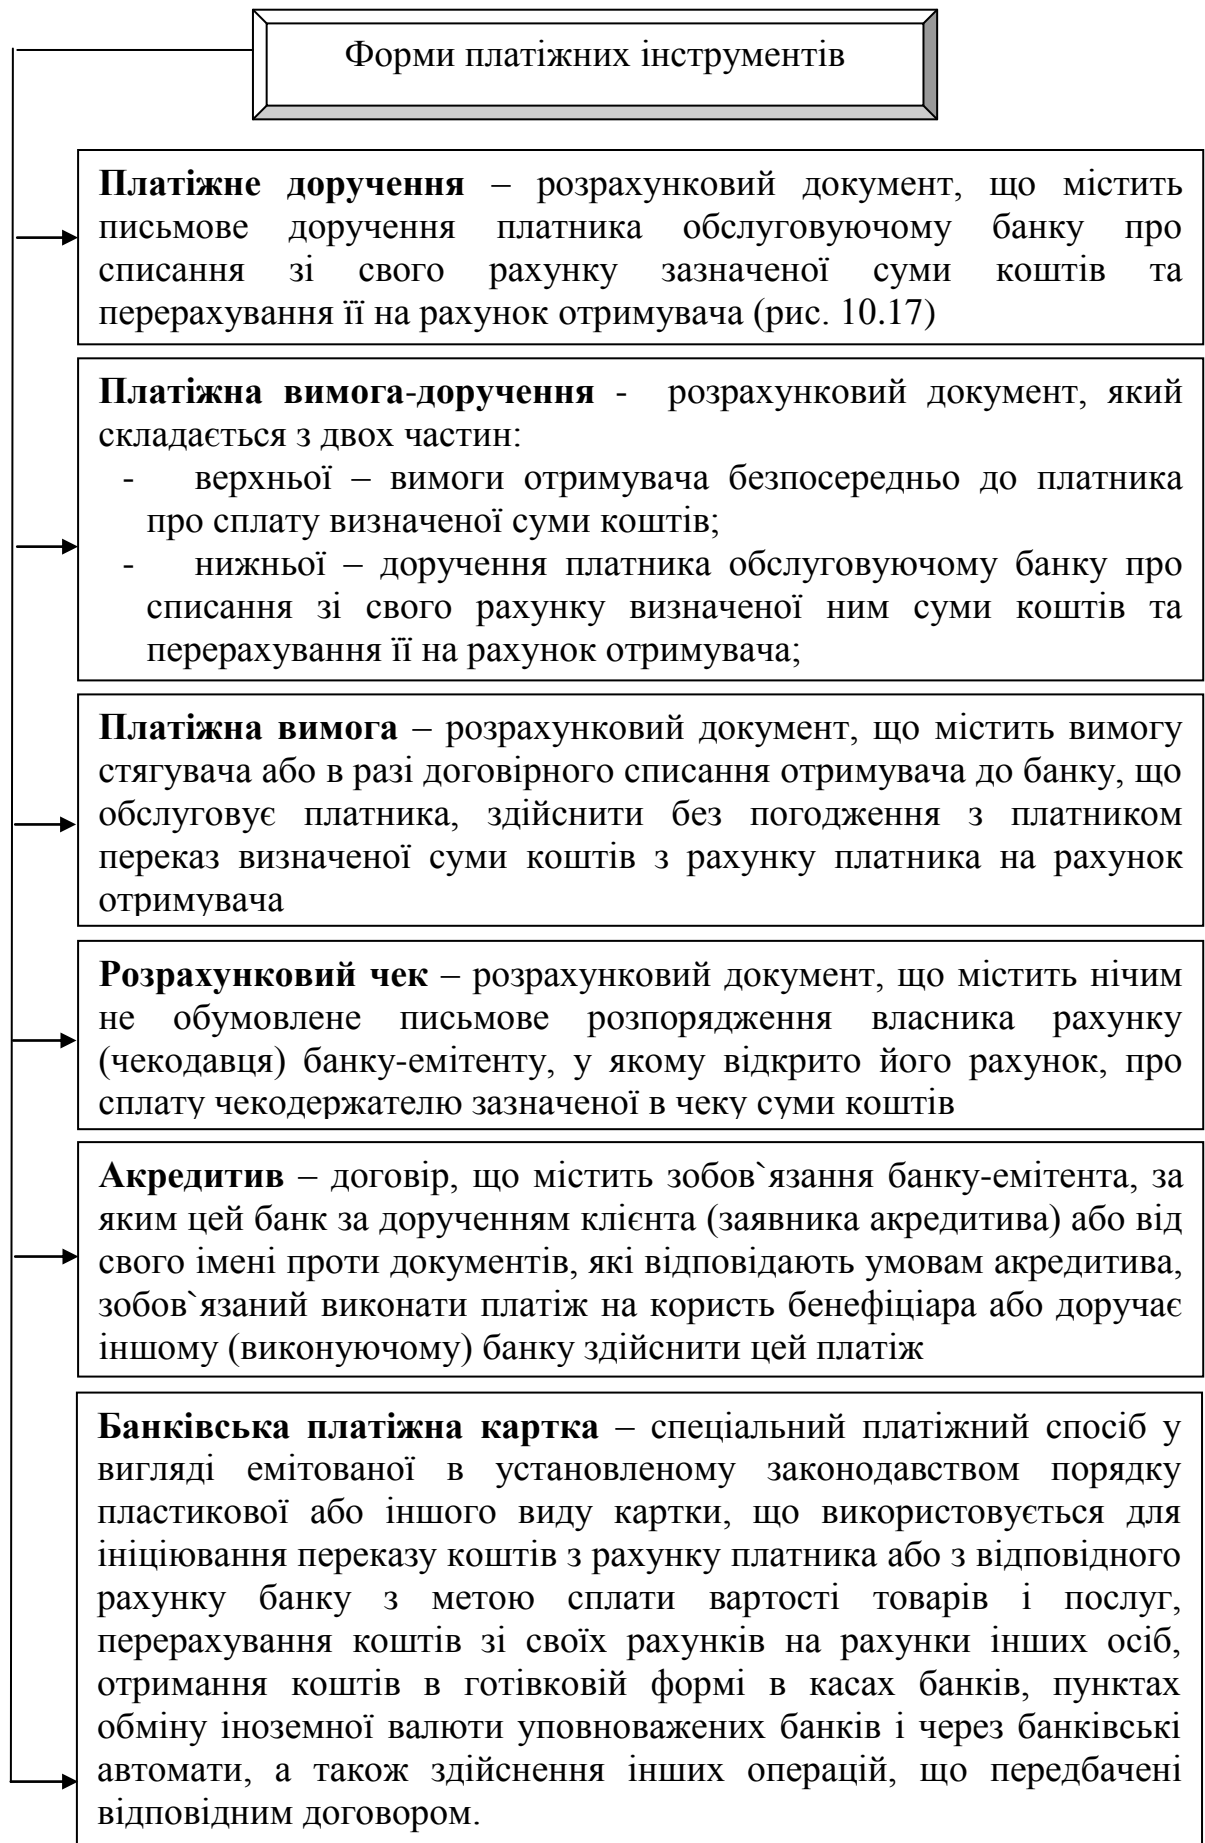 Форми платіжних інструментів
Платіжне доручення – розрахунковий документ, що містить
письмове доручення платника обслуговуючому банку про
списання зі свого рахунку зазначеної суми коштів та
перерахування її на рахунок отримувача (рис. 10.17)
Платіжна вимога-доручення - розрахунковий документ, який
складається з двох частин:
- верхньої – вимоги отримувача безпосередньо до платника
про сплату визначеної суми коштів;
- нижньої – доручення платника обслуговуючому банку про
списання зі свого рахунку визначеної ним суми коштів та
перерахування її на рахунок отримувача;
Платіжна вимога – розрахунковий документ, що містить вимогу
стягувача або в разі договірного списання отримувача до банку, що
обслуговує платника, здійснити без погодження з платником
переказ визначеної суми коштів з рахунку платника на рахунок
отримувача
Розрахунковий чек – розрахунковий документ, що містить нічим
не обумовлене письмове розпорядження власника рахунку
(чекодавця) банку-емітенту, у якому відкрито його рахунок, про
сплату чекодержателю зазначеної в чеку суми коштів
Акредитив – договір, що містить зобов`язання банку-емітента, за
яким цей банк за дорученням клієнта (заявника акредитива) або від
свого імені проти документів, які відповідають умовам акредитива,
зобов`язаний виконати платіж на користь бенефіціара або доручає
іншому (виконуючому) банку здійснити цей платіж
Банківська платіжна картка – спеціальний платіжний спосіб у
вигляді емітованої в установленому законодавством порядку
пластикової або іншого виду картки, що використовується для
ініціювання переказу коштів з рахунку платника або з відповідного
рахунку банку з метою сплати вартості товарів і послуг,
перерахування коштів зі своїх рахунків на рахунки інших осіб,
отримання коштів в готівковій формі в касах банків, пунктах
обміну іноземної валюти уповноважених банків і через банківські
автомати, а також здійснення інших операцій, що передбачені
відповідним договором.